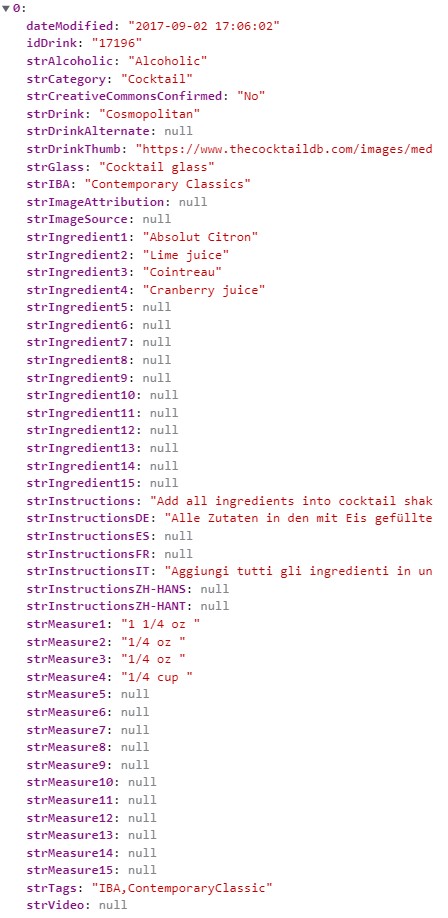 ▼ 0:
dateModified: "2017-09-02 17:06:02"
idDrink: "17196"
strAlcoholic: "Alcoholic"
strCategory: "Cocktail"
strCreativeCommonsConfirmed: "No"
strDrink: "Cosmopolitan"
strDrinkAlternate: null
strDrinkThumb: "https://www.thecocktaildb.com/images/med
strGlass: "Cocktail glass"
strIBA: "Contemporary Classics"
strImageAttribution: null
strImageSource: null
strIngredient1: "Absolut Citron"
strIngredient2: "Lime juice"
strIngredient3: "Cointreau"
strIngredient4: "Cranberry juice"
strIngredient5: null
strIngredient6: null
strIngredient7: null
strIngredient8: null
strIngredient9: null
strIngredient10: null
strIngredient11: null
strIngredient12: null
strIngredient13: null
strIngredient14: null
strIngredient15: null
strInstructions: "Add all ingredients into cocktail shak
strInstructionsDE: "Alle Zutaten in den mit Eis gefüllte
strInstructionsES: null
strInstructionsFR: null
strInstructionsIT: "Aggiungi tutti gli ingredienti in un
strInstructionsZH-HANS: null
strInstructionsZH-HANT: null
strMeasure1: "1 1/4 oz "
strMeasure2: "1/4 oz "
strMeasure3: "1/4 oz "
strMeasure4: "1/4 cup "
strMeasure5: null
strMeasure6: null
strMeasure7: null
strMeasure8: null
strMeasure9: null
strMeasure10: null
strMeasure11: null
strMeasure12: null
strMeasure13: null
strMeasure14: null
strMeasure15: null
strTags: "IBA,ContemporaryClassic"
strVideo: null